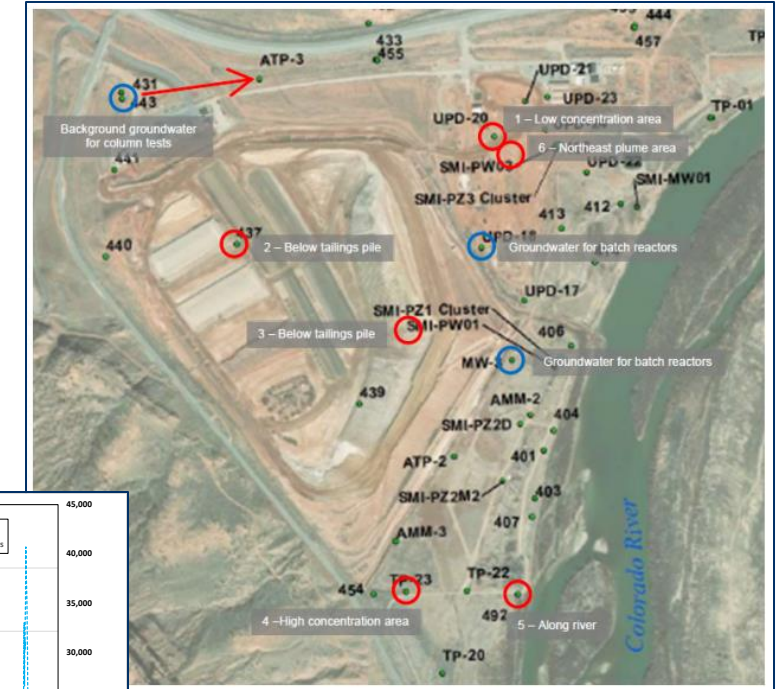 444
433
455
457
TP
ATP-3
UPD-21
431
443
UPD-23
UPD-20
1 – Low concentration area
TP-01
Background groundwater
for column tests
6 – Northeast plume area
441
SMI-PW03
UPD-22
SMI-PZ3 Cluster
SMI-MW01
412
413
437
2 – Below tailings pile
UPD-18
Groundwater for batch reactors
440
UPD-17
SMI-PZ1 Cluster
SMI-PW01
3 – Below tailings pile
406
MW-3
Groundwater for batch reactors
439
AMM-2
404
SMI-PZ2D
401
ATP-2
SMI-PZ2M2
403
407
AMM-3
Colorado River
454
TP-23
TP-22
492
4 –High concentration area
5 – Along river
TP-20
45,000
40,000
35,000
30,000